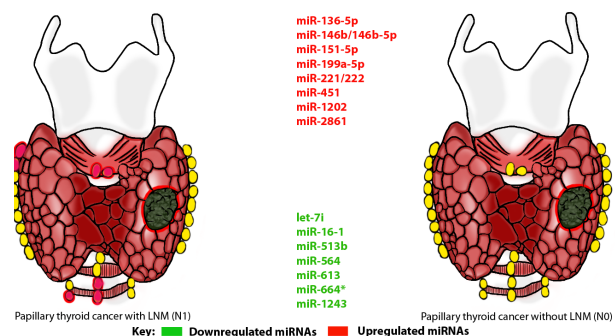 miR-136-5p
miR-146b/146b-5p
miR-151-5p
miR-199a-5p
miR-221/222
miR-451
miR-1202
miR-2861
let-7i
miR-16-1
miR-513b
miR-564
miR-613
miR-664*
miR-1243
Papillary thyroid cancer with LNM (N1)
Papillary thyroid cancer without LNM (N0)
Key: Downregulated miRNAs Upregulated miRNAs